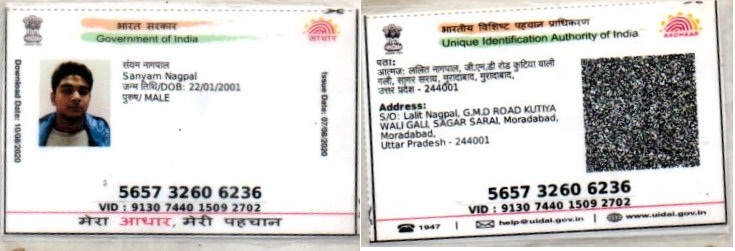 भारत सरकार
Government of India
आधार
Download Date: 10/08/2020
संयम नागपाल
Sanyam Nagpal
जन्म तिथि/DOB: 22/01/2001
पुरुष/ MALE
Issue Date: 07/08/2020
5657 3260 6236
VID : 9130 7440 1509 2702
मेरा आधार, मेरी पहचान
भारतीय विशिष्ट पहचान प्राधिकरण
Unique Identification Authority of India
AADHAAR
पता:
आत्मज: ललित नागपाल, जी.एम.डी रोड कुटिया वाली
गली, सागर सराय, मुरादाबाद, मुरादाबाद,
उत्तर प्रदेश - 244001
Address:
S/O: Lalit Nagpal, G.M.D ROAD KUTIYA
WALI GALI, SAGAR SARAI, Moradabad,
Moradabad,
Uttar Pradesh - 244001
5657 3260 6236
VID : 9130 7440 1509 2702
1947 | help@uidai.gov.in | www.uidai.gov.in